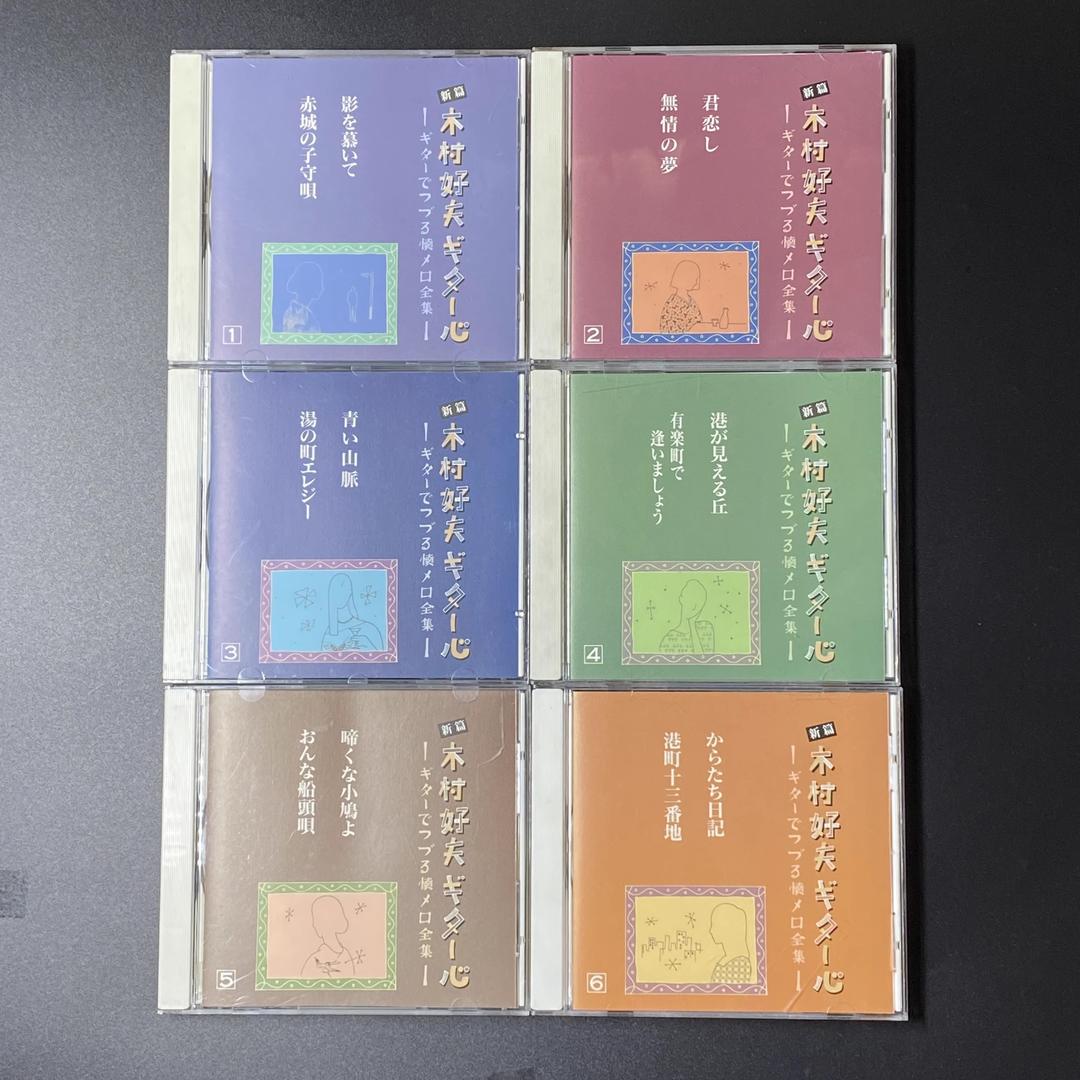 新篇
木村好夫ギター心
ーギターでつづる懐メロ全集ー
影を慕いて
赤城の子守唄
1
新篇
木村好夫ギター心
ーギターでつづる懐メロ全集ー
君恋し
無情の夢
2
新篇
木村好夫ギター心
ーギターでつづる懐メロ全集ー
青い山脈
湯の町エレジー
3
新篇
木村好夫ギター心
ーギターでつづる懐メロ全集ー
港が見える丘
有楽町で
逢いましょう
4
新篇
木村好夫ギター心
ーギターでつづる懐メロ全集ー
啼くな小鳩よ
おんな船頭唄
5
新篇
木村好夫ギター心
ーギターでつづる懐メロ全集ー
からたち日記
港町十三番地
6